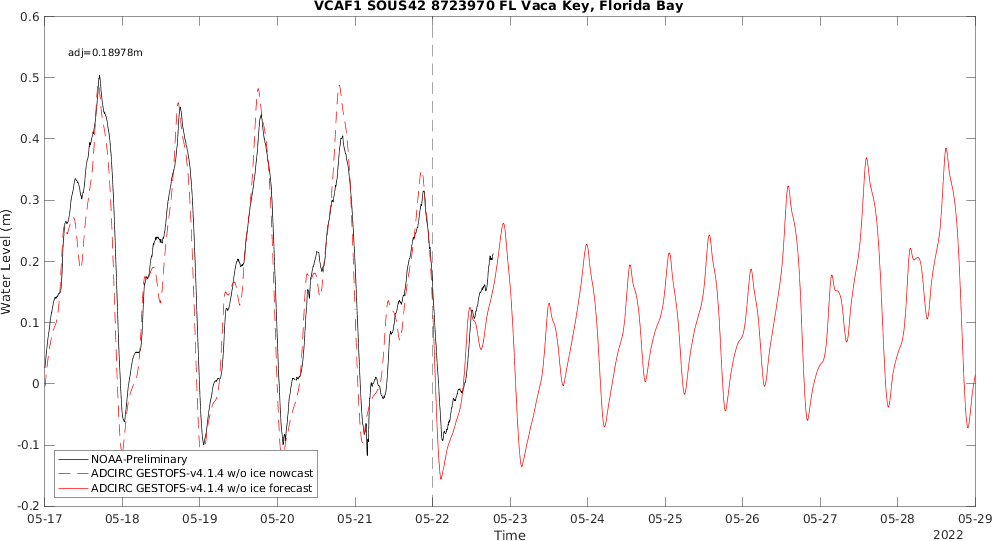 VCAF1 SOUS42 8723970 FL Vaca Key, Florida Bay
0.6
adj=0.18978m
0.5
0.4
0.3
0.2
0.1
0
-0.1
-0.2
Water Level (m)
NOAA-Preliminary
ADCIRC GESTOFS-v4.1.4 w/o ice nowcast
ADCIRC GESTOFS-v4.1.4 w/o ice forecast
05-17 05-18 05-19 05-20 05-21 05-22 05-23 05-24 05-25 05-26 05-27 05-28 05-29
Time
2022